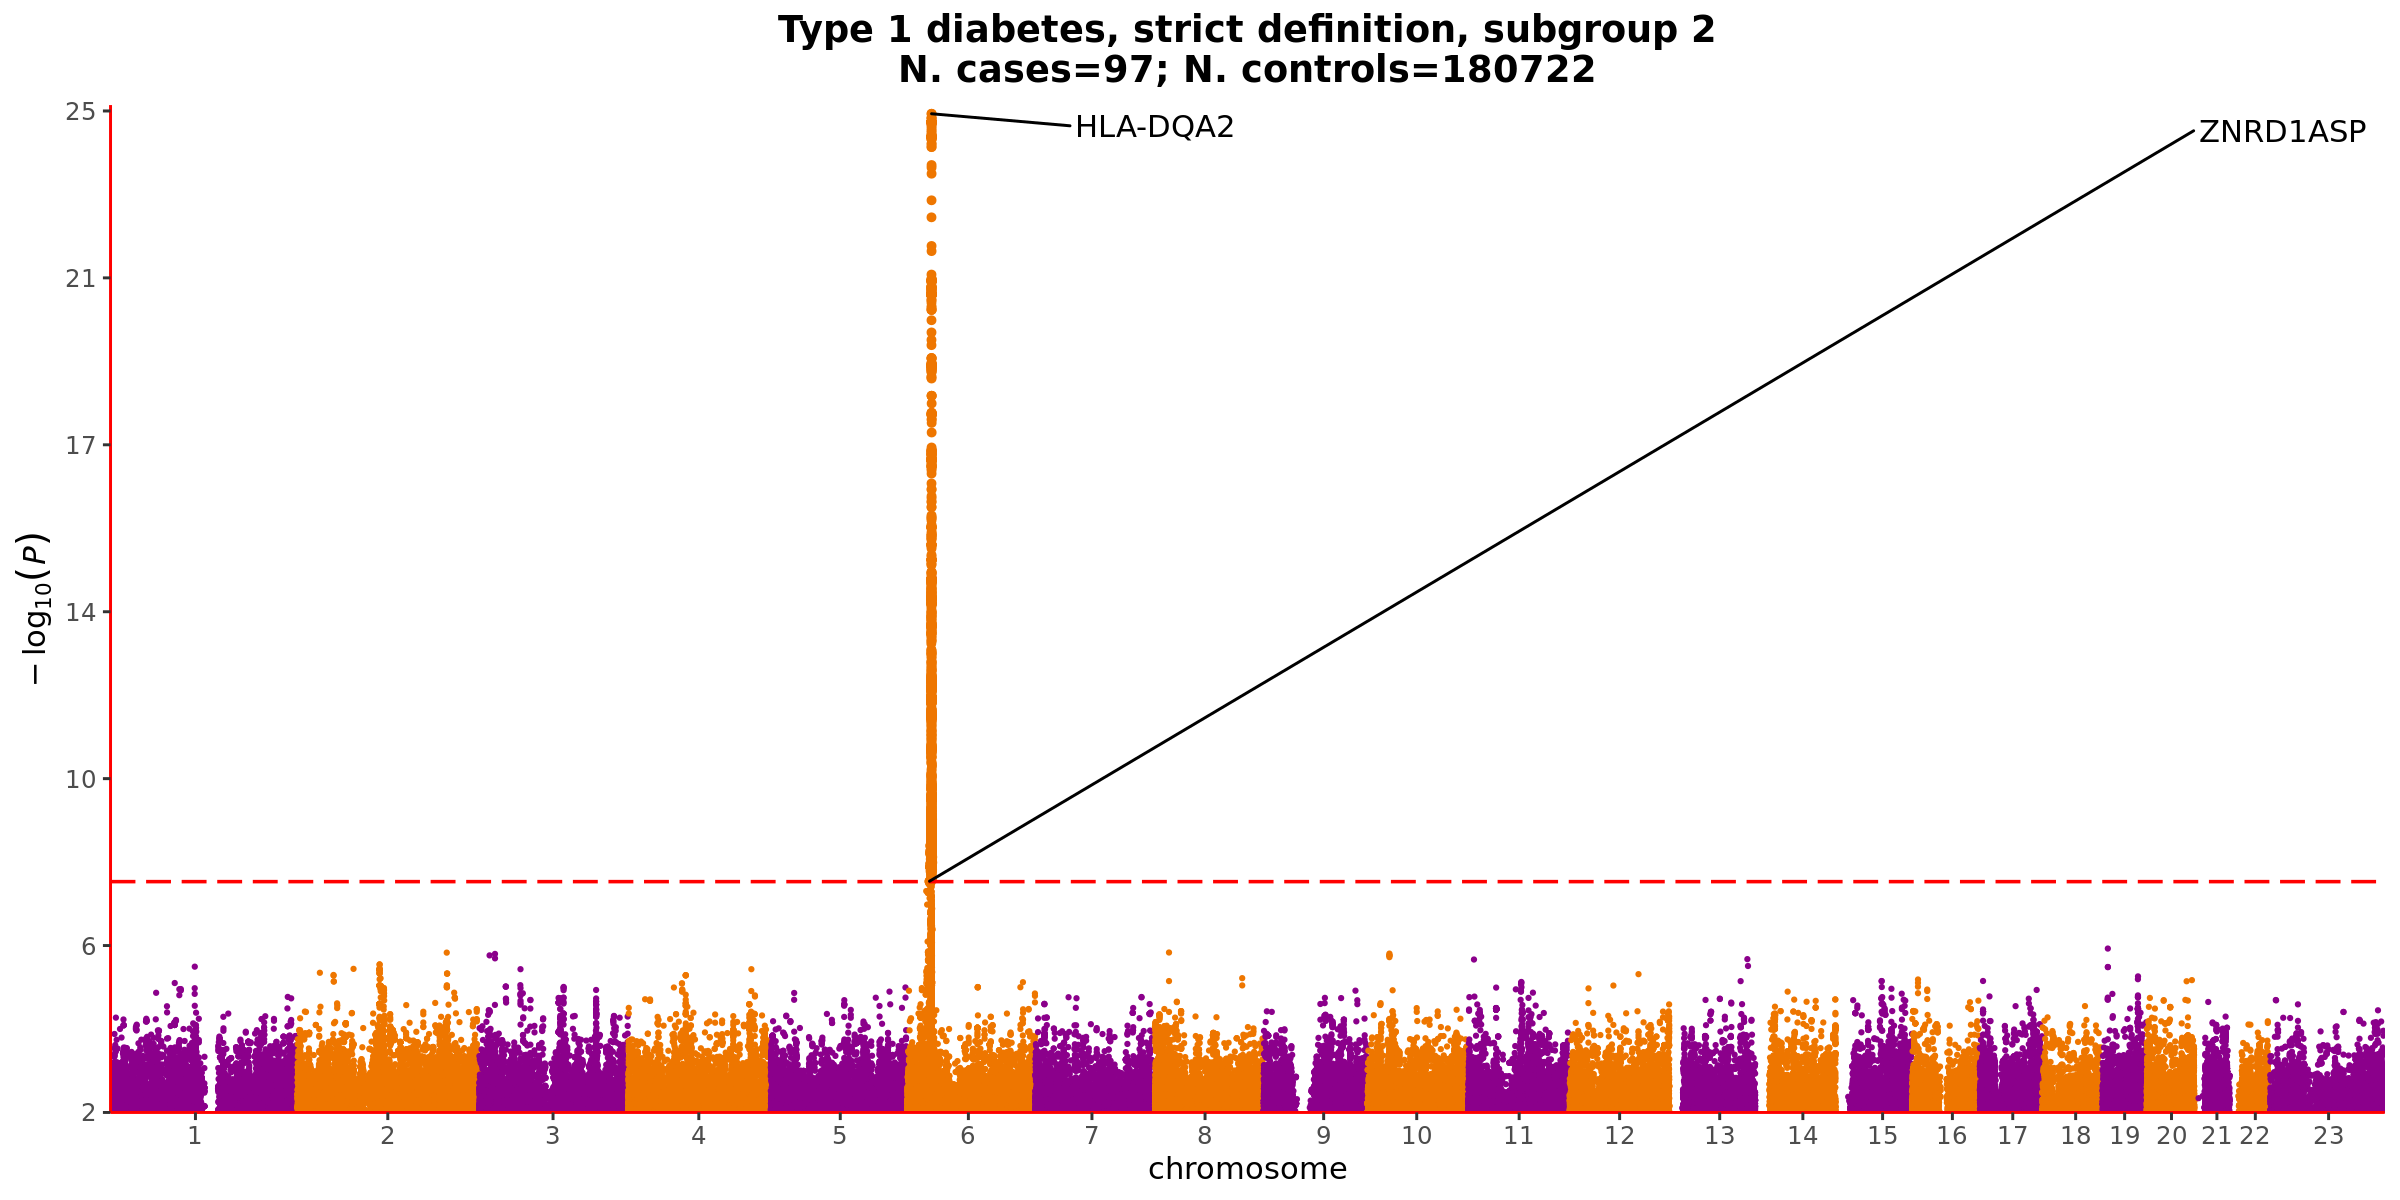 Type 1 diabetes, strict definition, subgroup 2
N. cases=97; N. controls=180722
HLA-DQA2
ZNRD1ASP
25
21
17
14
10
6
2
− log10(P)
1 2 3 4 5 6 7 8 9 10 11 12 13 14 15 16 17 18 19 20 21 22 23
chromosome